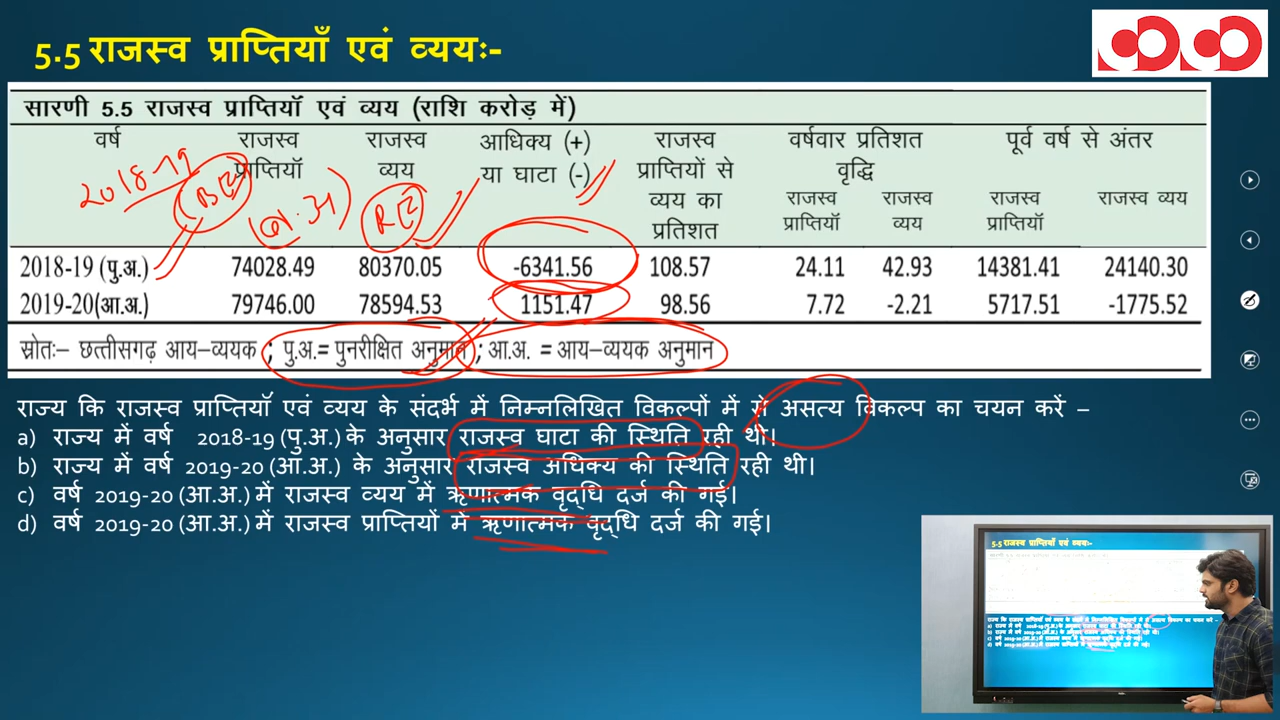 5.5 राजस्व प्राप्तियाँ एवं व्ययः-
सारणी 5.5 राजस्व प्राप्तियॉं एवं व्यय (राशि करोड़ में)
वर्ष राजस्व प्राप्तियॉ राजस्व व्यय आधिक्य (+) या घाटा (-) राजस्व प्राप्तियों से व्यय का प्रतिशत वर्षवार प्रतिशत वृद्धि पूर्व वर्ष से अंतर
राजस्व प्राप्तियॉ राजस्व व्यय राजस्व प्राप्तियॉ राजस्व व्यय
2018-19 BE (ब.अ) RE
2018-19 (पु.अ.) 74028.49 80370.05 -6341.56 108.57 24.11 42.93 14381.41 24140.30
2019-20(आ.अ.) 79746.00 78594.53 1151.47 98.56 7.72 -2.21 5717.51 -1775.52
स्रोतः- छत्तीसगढ़ आय-व्ययक ; पु.अ.= पुनरीक्षित अनुमान ; आ.अ. = आय-व्ययक अनुमान
राज्य कि राजस्व प्राप्तियॉं एवं व्यय के संदर्भ में निम्नलिखित विकल्पों में से असत्य विकल्प का चयन करें –
a) राज्य में वर्ष 2018-19 (पु.अ.) के अनुसार राजस्व घाटा की स्थिति रही थी।
b) राज्य में वर्ष 2019-20 (आ.अ.) के अनुसार राजस्व अधिक्य की स्थिति रही थी।
c) वर्ष 2019-20 (आ.अ.) में राजस्व व्यय में ऋणात्मक वृद्धि दर्ज की गई।
d) वर्ष 2019-20 (आ.अ.) में राजस्व प्राप्तियों में ऋणात्मक वृद्धि दर्ज की गई।
5.5 राजस्व प्राप्तियाँ एवं व्ययः-